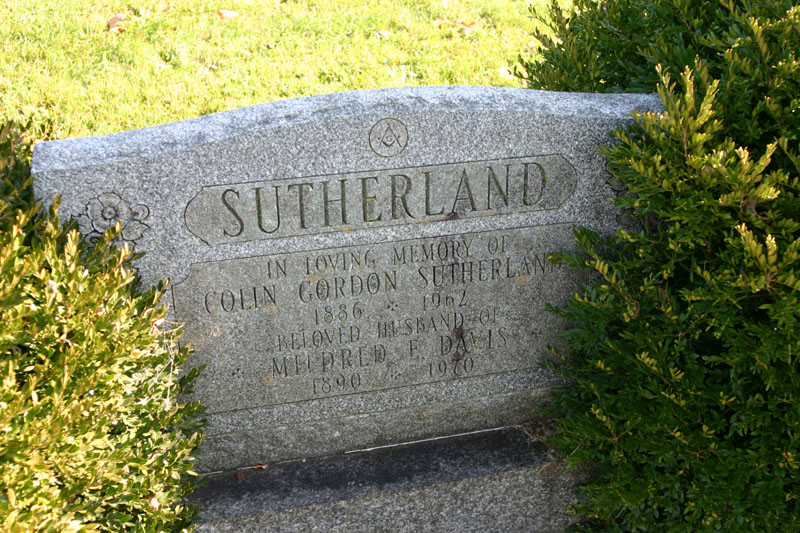 SUTHERLAND
IN LOVING MEMORY OF
COLIN GORDON SUTHERLAND
1886 1962
BELOVED HUSBAND OF
MILDRED E. DAVIS
1890 1970